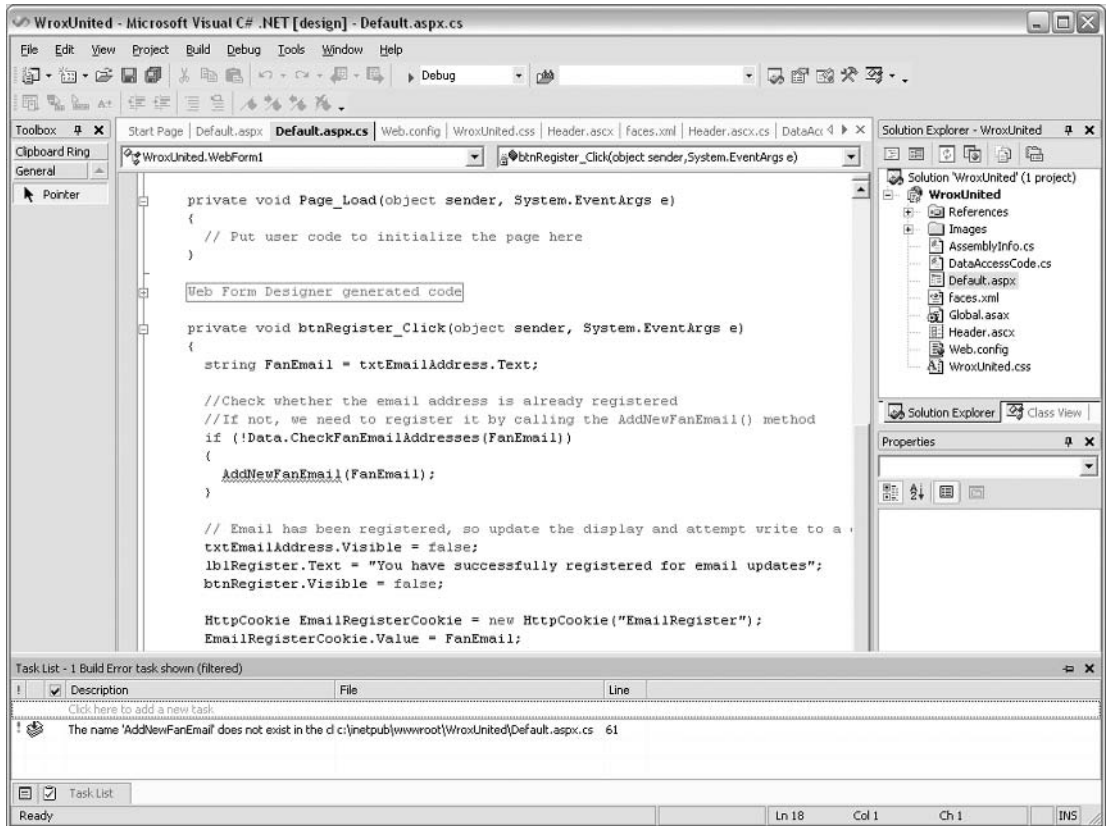 WroxUnited - Microsoft Visual C# .NET [design] - Default.aspx.cs
File Edit View Project Build Debug Tools Window Help
Debug
Toolbox
Clipboard Ring
General
Pointer
Start Page Default.aspx Default.aspx.cs Web.config WroxUnited.css Header.ascx faces.xml Header.ascx.cs DataAcc
WroxUnited.WebForm1 btnRegister_Click(object sender,System.EventArgs e)
private void Page_Load(object sender, System.EventArgs e)
{
// Put user code to initialize the page here
}
Web Form Designer generated code
private void btnRegister_Click(object sender, System.EventArgs e)
{
string FanEmail = txtEmailAddress.Text;
//Check whether the email address is already registered
//If not, we need to register it by calling the AddNewFanEmail() method
if (!Data.CheckFanEmailAddresses(FanEmail))
{
AddNewFanEmail(FanEmail);
}
// Email has been registered, so update the display and attempt write to a
txtEmailAddress.Visible = false;
lblRegister.Text = "You have successfully registered for email updates";
btnRegister.Visible = false;
HttpCookie EmailRegisterCookie = new HttpCookie("EmailRegister");
EmailRegisterCookie.Value = FanEmail;
Solution Explorer - WroxUnited
Solution 'WroxUnited' (1 project)
WroxUnited
References
Images
AssemblyInfo.cs
DataAccessCode.cs
Default.aspx
faces.xml
Global.asax
Header.ascx
Web.config
WroxUnited.css
Solution Explorer Class View
Properties
Task List - 1 Build Error task shown (filtered)
! Description File Line
Click here to add a new task
! The name 'AddNewFanEmail' does not exist in the cl c:\inetpub\wwwroot\WroxUnited\Default.aspx.cs 61
Task List
Ready Ln 18 Col 1 Ch 1 INS